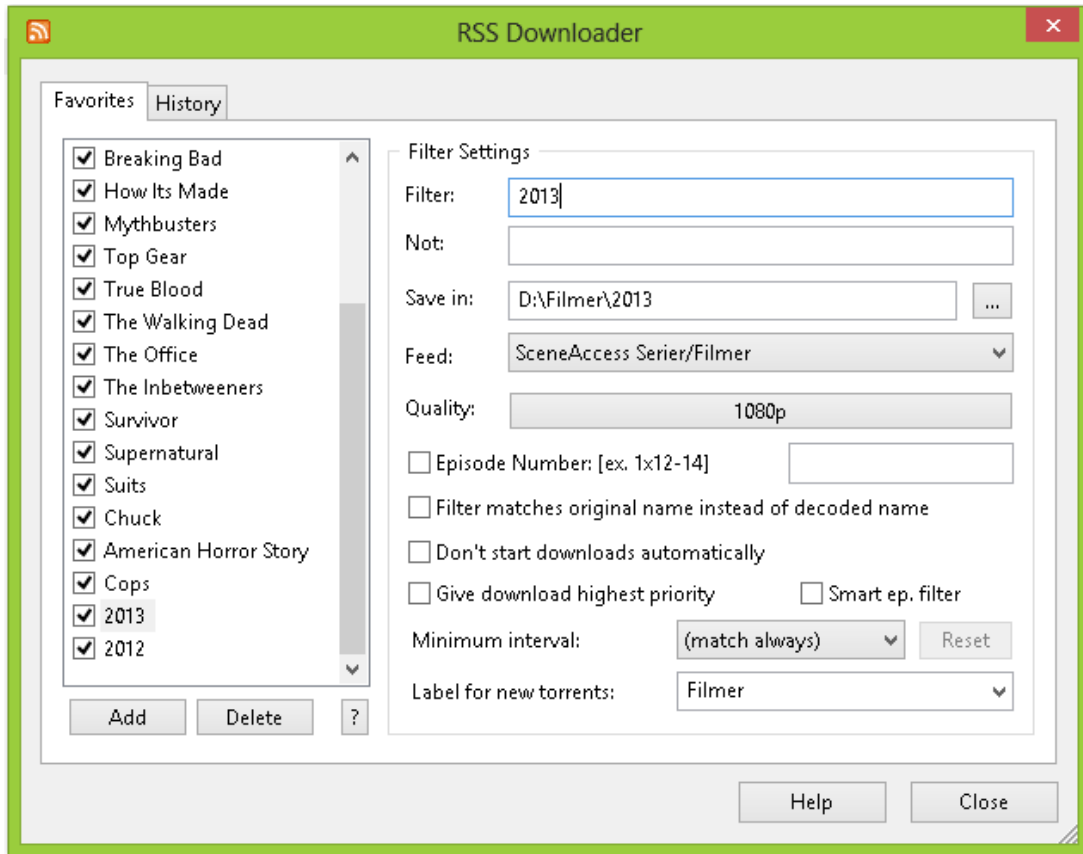 RSS Downloader
Favorites
History
Breaking Bad
How Its Made
Mythbusters
Top Gear
True Blood
The Walking Dead
The Office
The Inbetweeners
Survivor
Supernatural
Suits
Chuck
American Horror Story
Cops
2013
2012
Add
Delete
?
Filter Settings
Filter:
2013
Not:
Save in:
D:\Filmer\2013
...
Feed:
SceneAccess Serier/Filmer
Quality:
1080p
Episode Number: [ex. 1x12-14]
Filter matches original name instead of decoded name
Don't start downloads automatically
Give download highest priority
Smart ep. filter
Minimum interval:
(match always)
Reset
Label for new torrents:
Filmer
Help
Close